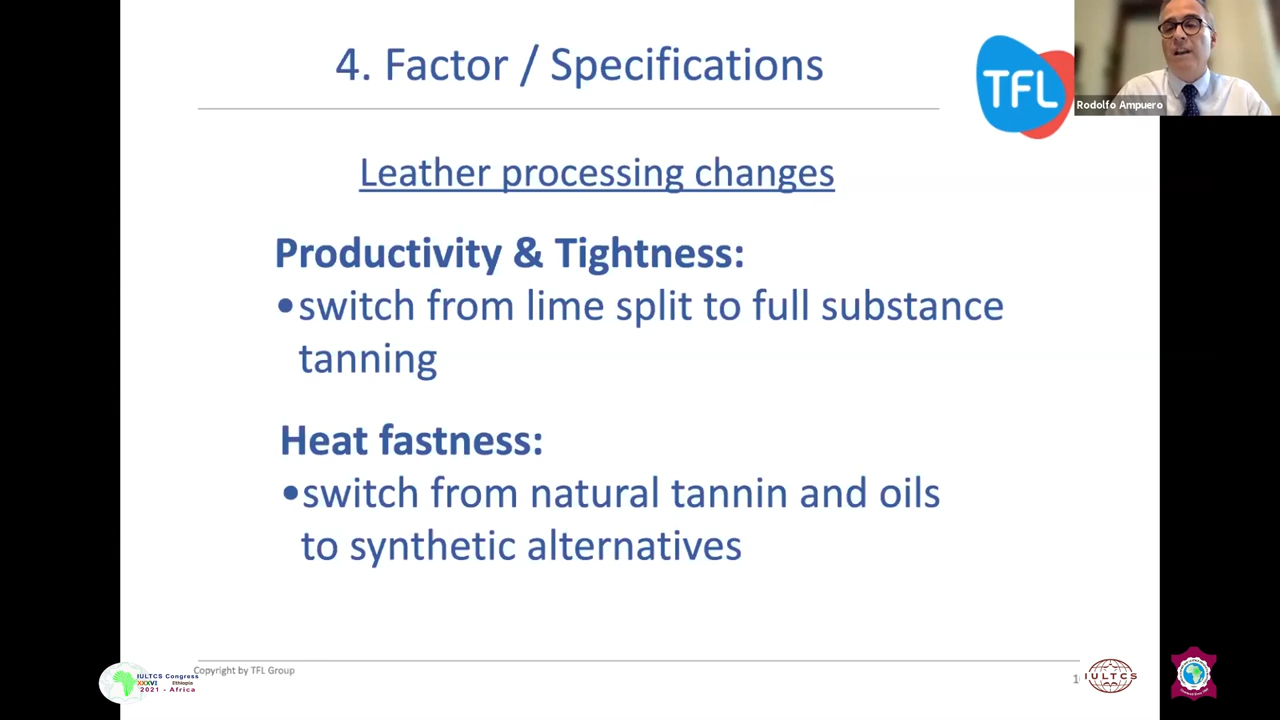 4. Factor / Specifications
TFL
Rodolfo Ampuero
Leather processing changes
Productivity & Tightness:
•switch from lime split to full substance
tanning
Heat fastness:
•switch from natural tannin and oils
to synthetic alternatives
Copyright by TFL Group
IULTCS Congress
XXXVI Ethiopia
2021 - Africa
IULTCS